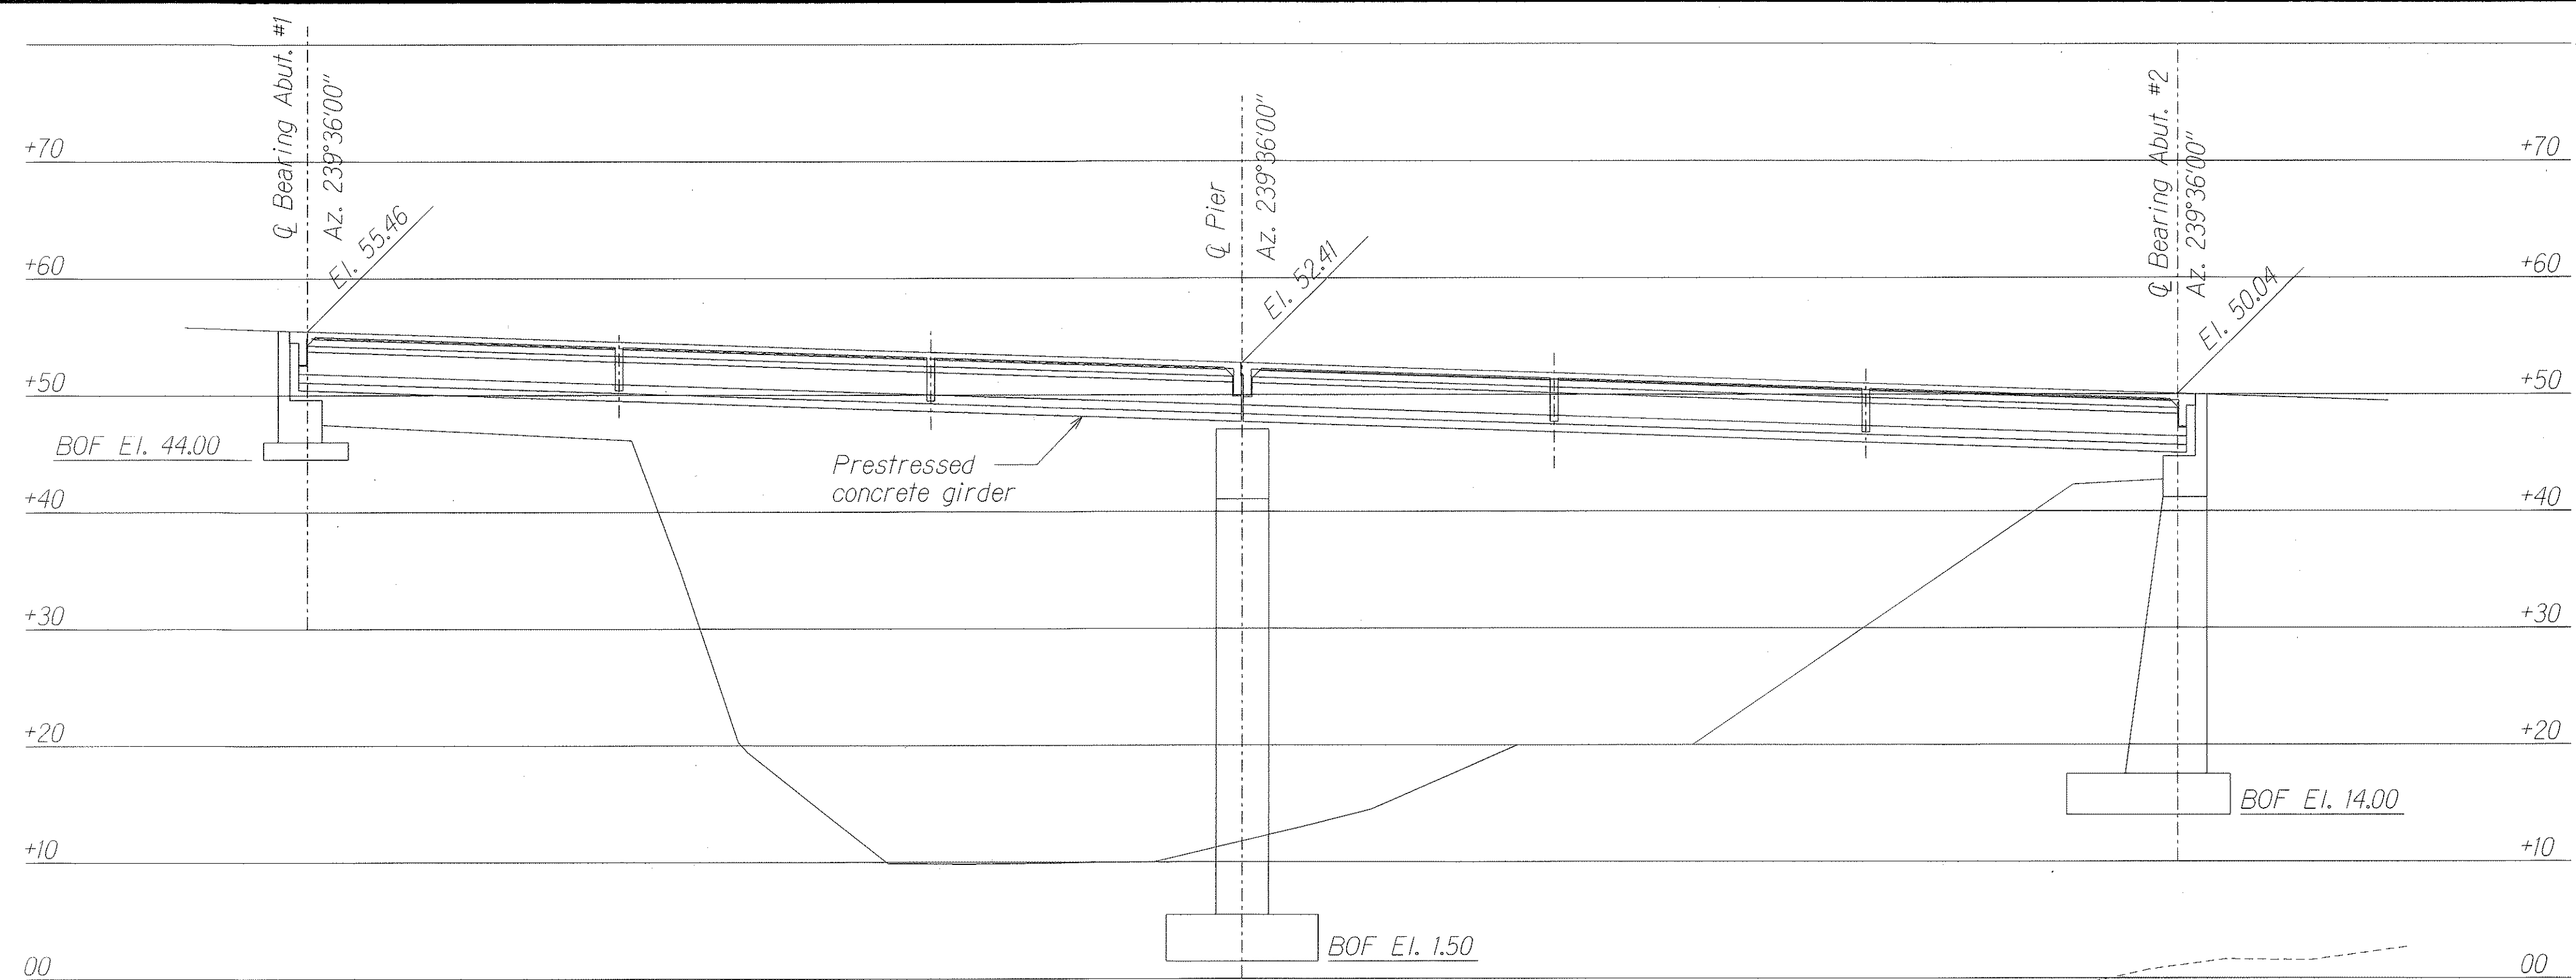 ℄ Bearing Abut. #1
Az. 239°36'00"
℄ Pier
Az. 239°36'00"
℄ Bearing Abut. #2
Az. 239°36'00"
+70
+70
El. 55.46
El. 52.41
El. 50.04
+60
+60
+50
+50
BOF El. 44.00
Prestressed
concrete girder
+40
+40
+30
+30
+20
+20
BOF El. 14.00
+10
+10
BOF El. 1.50
00
00